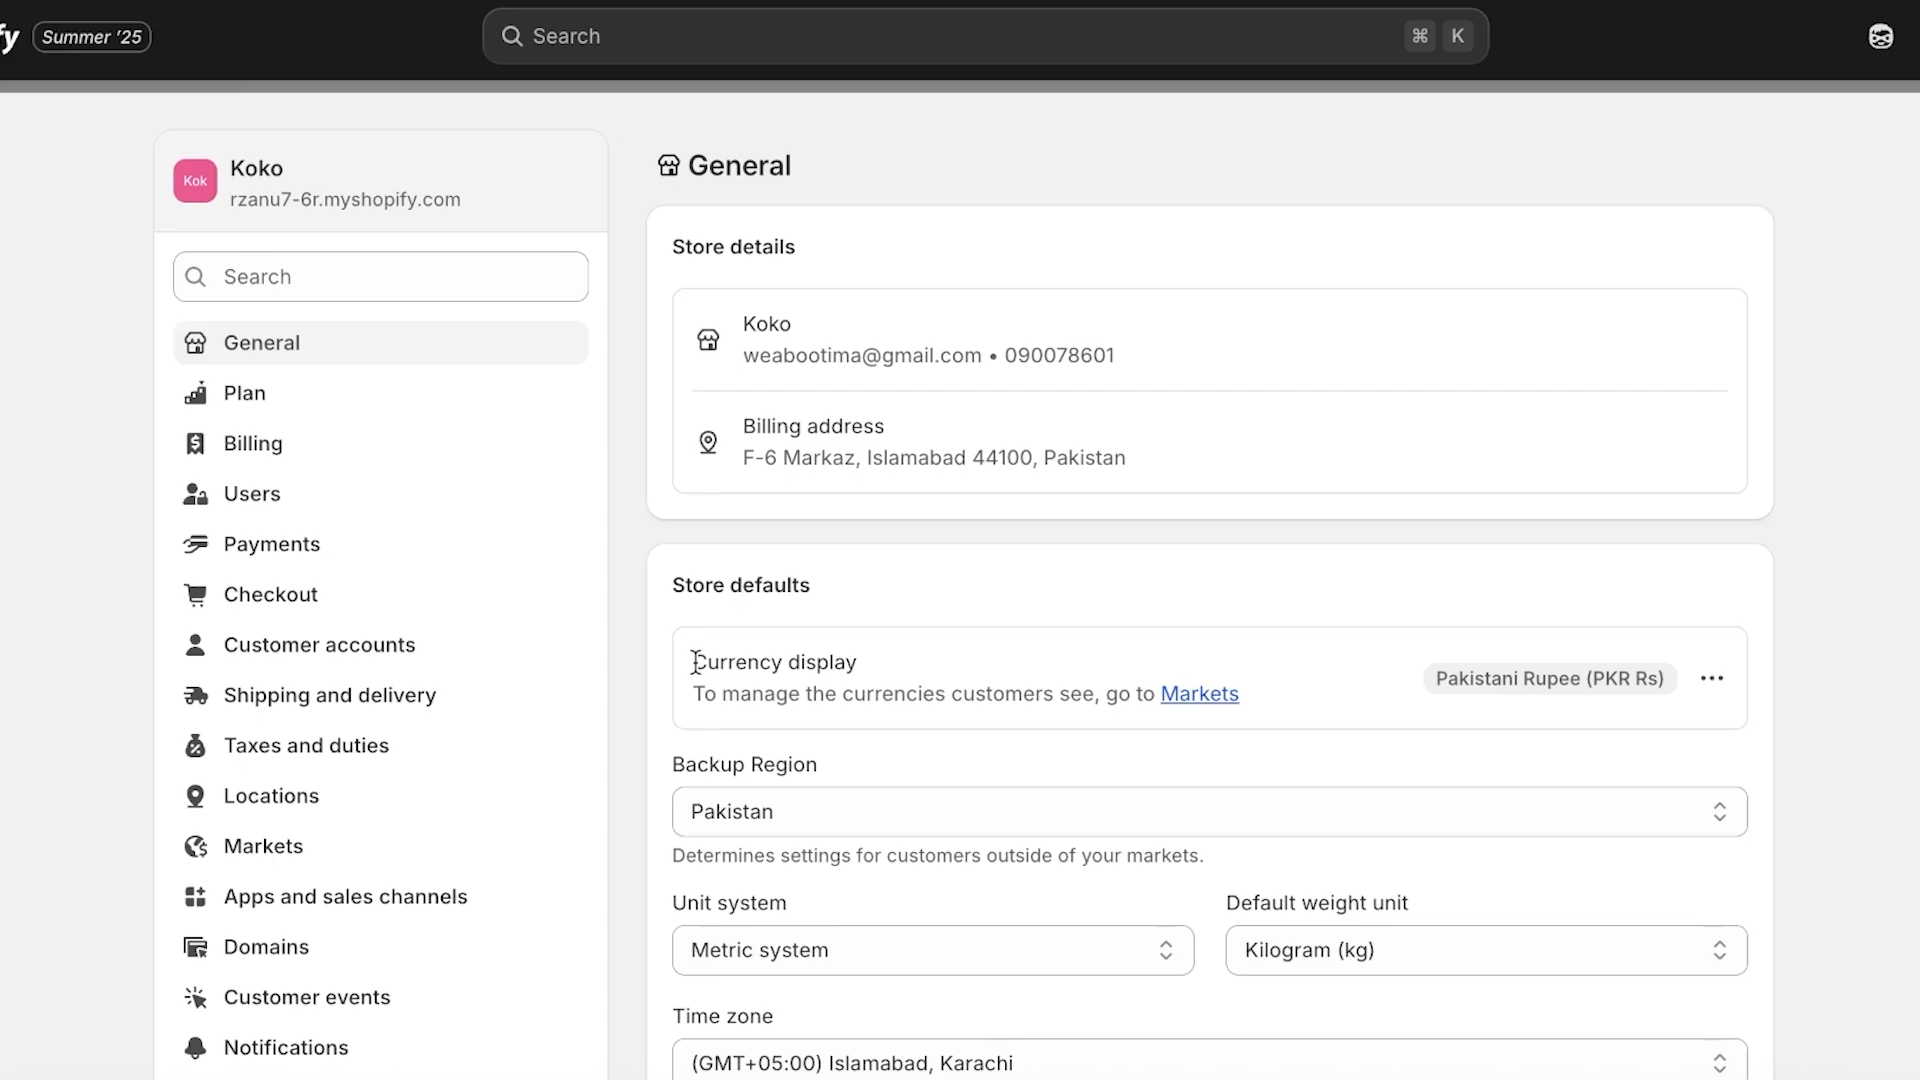 fy
Summer '25
Search
⌘
K
Kok
Koko
rzanu7-6r.myshopify.com
Search
General
Plan
Billing
Users
Payments
Checkout
Customer accounts
Shipping and delivery
Taxes and duties
Locations
Markets
Apps and sales channels
Domains
Customer events
Notifications
General
Store details
Koko
weabootima@gmail.com • 090078601
Billing address
F-6 Markaz, Islamabad 44100, Pakistan
Store defaults
Currency display
To manage the currencies customers see, go to Markets
Pakistani Rupee (PKR Rs)
Backup Region
Pakistan
Determines settings for customers outside of your markets.
Unit system
Default weight unit
Metric system
Kilogram (kg)
Time zone
(GMT+05:00) Islamabad, Karachi